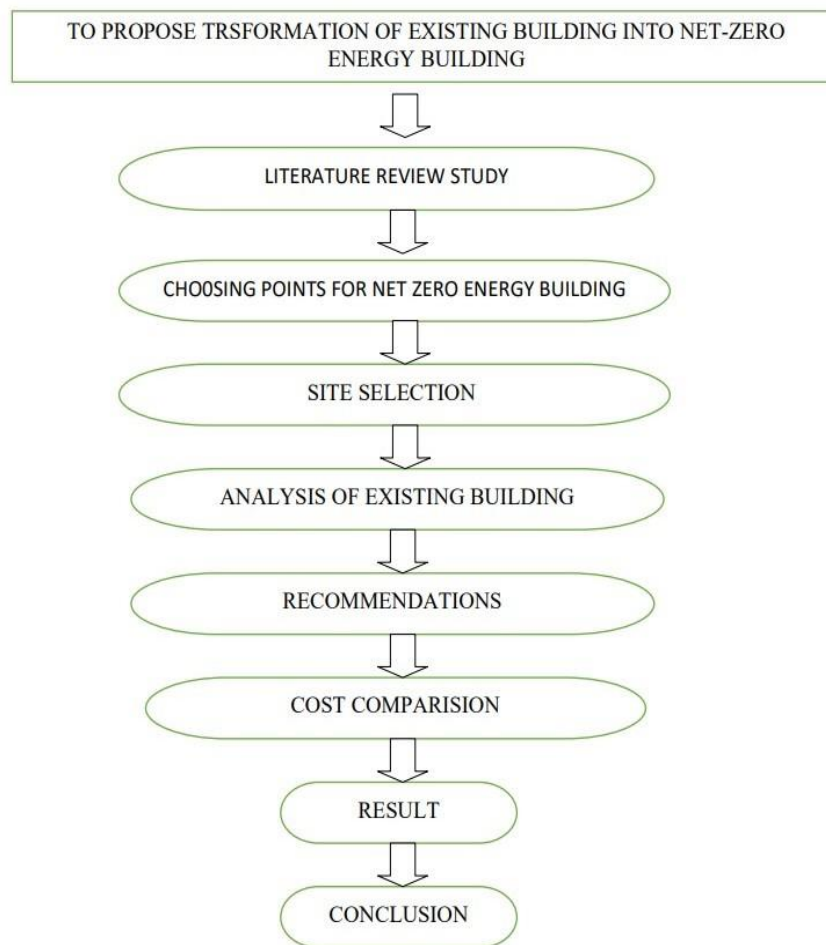 TO PROPOSE TRSFORMATION OF EXISTING BUILDING INTO NET-ZERO
ENERGY BUILDING
LITERATURE REVIEW STUDY
CHO0SING POINTS FOR NET ZERO ENERGY BUILDING
SITE SELECTION
ANALYSIS OF EXISTING BUILDING
RECOMMENDATIONS
COST COMPARISION
RESULT
CONCLUSION